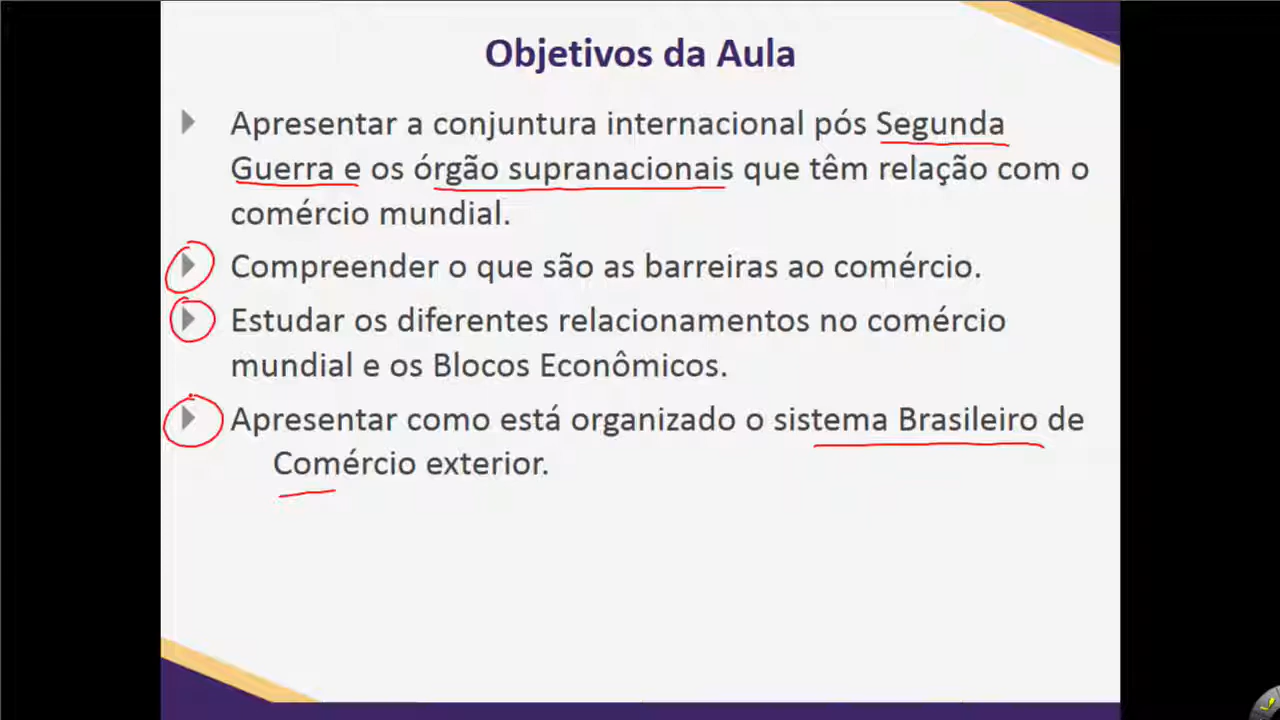 Objetivos da Aula
Apresentar a conjuntura internacional pós Segunda
Guerra e os órgão supranacionais que têm relação com o
comércio mundial.
Compreender o que são as barreiras ao comércio.
Estudar os diferentes relacionamentos no comércio
mundial e os Blocos Econômicos.
Apresentar como está organizado o sistema Brasileiro de
Comércio exterior.